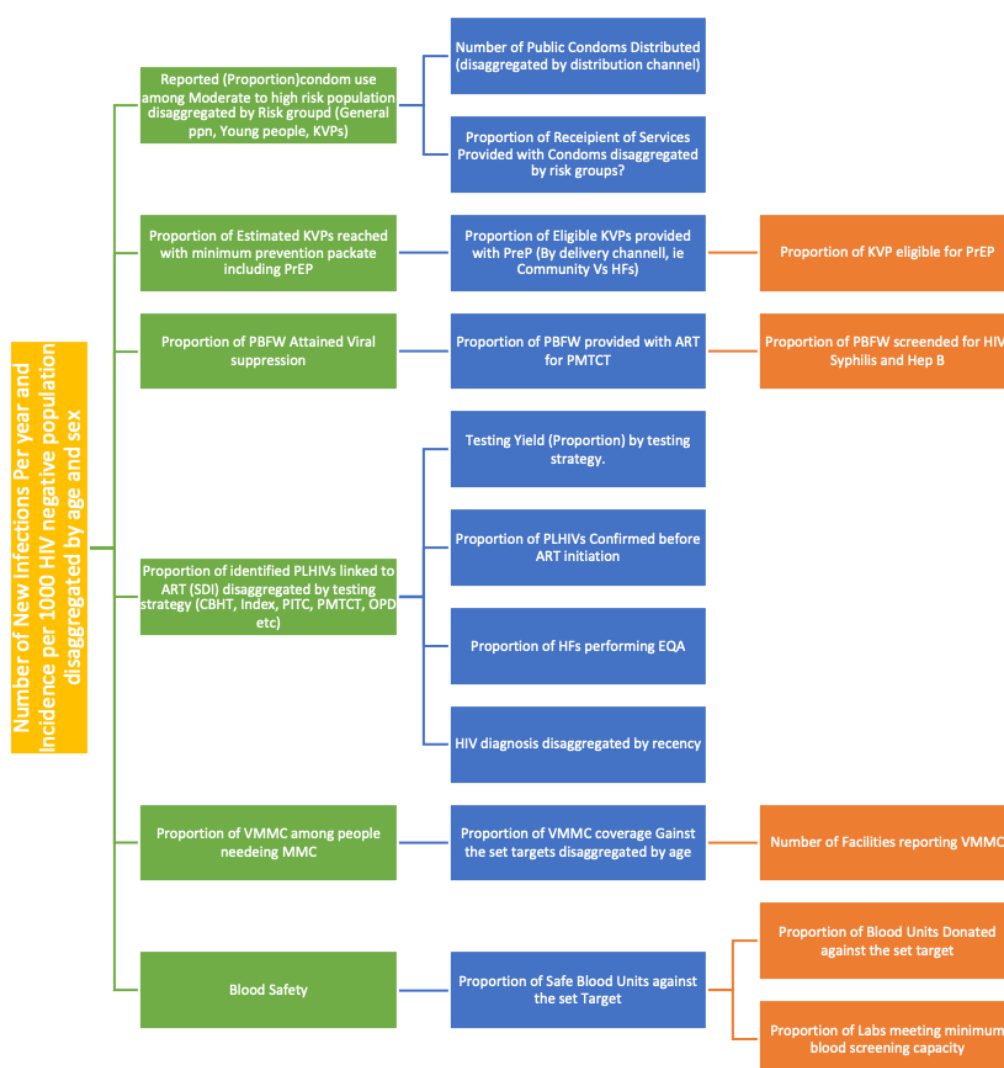 Number of New Infections Per year and
Incidence per 1000 HIV negative population
disaggregated by age and sex
Reported (Proportion)condom use
among Moderate to high risk population
disaggregated by Risk groupd (General
ppn, Young people, KVPs)
Number of Public Condoms Distributed
(disaggregated by distribution channel)
Proportion of Receipient of Services
Provided with Condoms disaggregated
by risk groups?
Proportion of Estimated KVPs reached
with minimum prevention packate
including PrEP
Proportion of Eligible KVPs provided
with PreP (By delivery channell, ie
Community Vs HFs)
Proportion of KVP eligible for PrEP
Proportion of PBFW Attained Viral
suppression
Proportion of PBFW provided with ART
for PMTCT
Proportion of PBFW screended for HIV
Syphilis and Hep B
Proportion of identified PLHIVs linked to
ART (SDI) disaggregated by testing
strategy (CBHT, Index, PITC, PMTCT, OPD
etc)
Testing Yield (Proportion) by testing
strategy.
Proportion of PLHIVs Confirmed before
ART initiation
Proportion of HFs performing EQA
HIV diagnosis disaggregated by recency
Proportion of VMMC among people
needeing MMC
Proportion of VMMC coverage Gainst
the set targets disaggregated by age
Number of Facilities reporting VMMC
Blood Safety
Proportion of Safe Blood Units against
the set Target
Proportion of Blood Units Donated
against the set target
Proportion of Labs meeting minimum
blood screening capacity